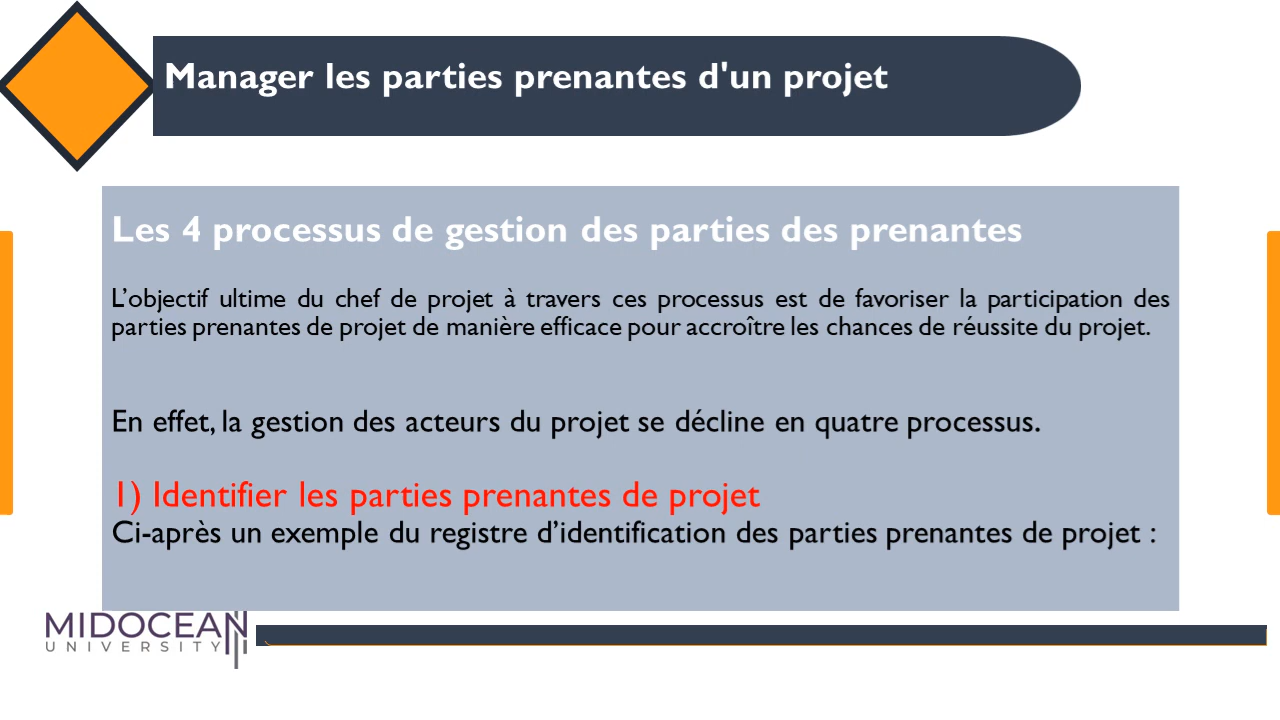 Manager les parties prenantes d'un projet
Les 4 processus de gestion des parties des prenantes
L’objectif ultime du chef de projet à travers ces processus est de favoriser la participation des
parties prenantes de projet de manière efficace pour accroître les chances de réussite du projet.
En effet, la gestion des acteurs du projet se décline en quatre processus.
1) Identifier les parties prenantes de projet
Ci-après un exemple du registre d’identification des parties prenantes de projet :
MIDOCEAN
UNIVERSITY